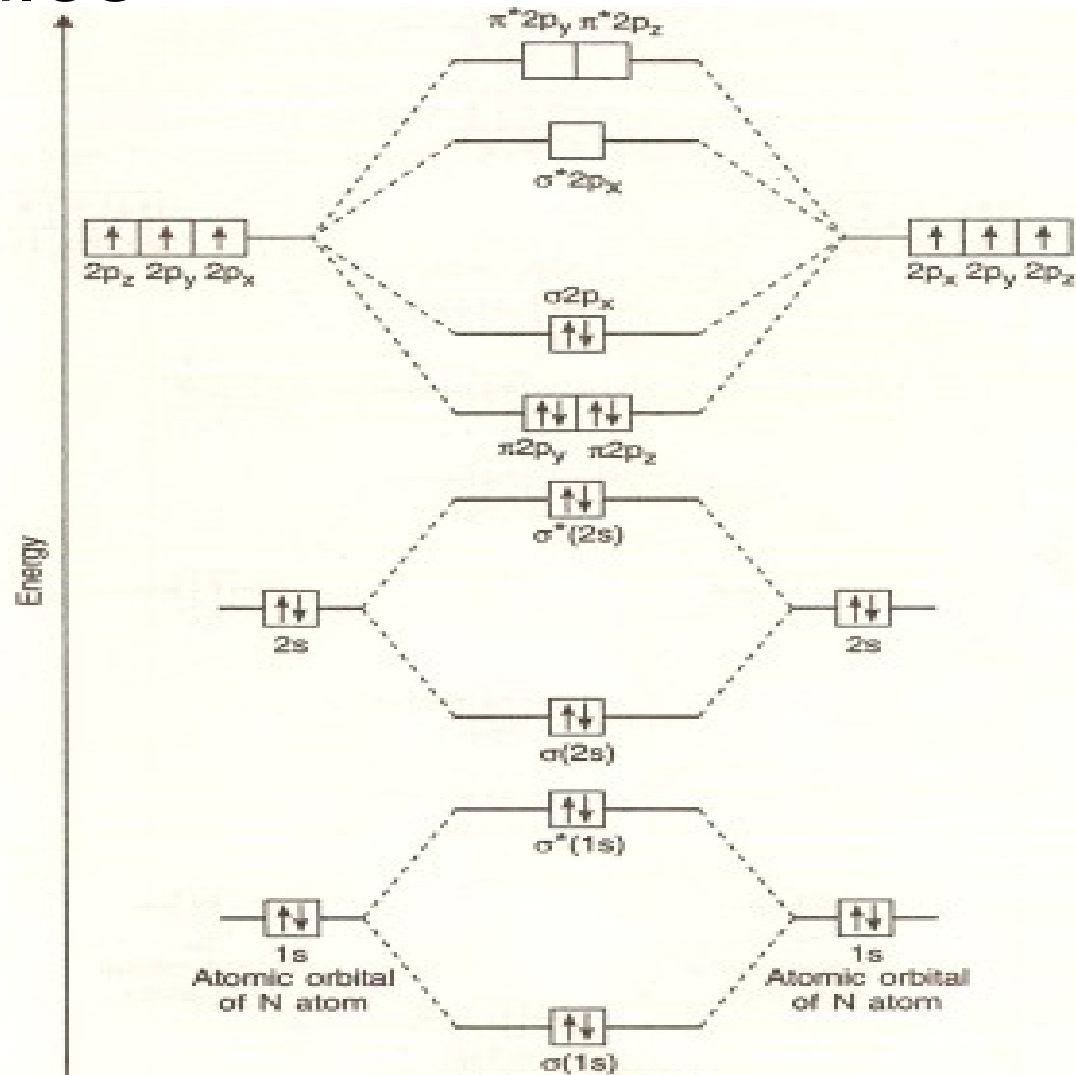 π*2py π*2pz
σ*2px
2pz 2py 2px
2px 2py 2pz
σ2px
π2py π2pz
σ*(2s)
Energy
2s
2s
σ(2s)
σ*(1s)
1s
Atomic orbital
of N atom
1s
Atomic orbital
of N atom
σ(1s)